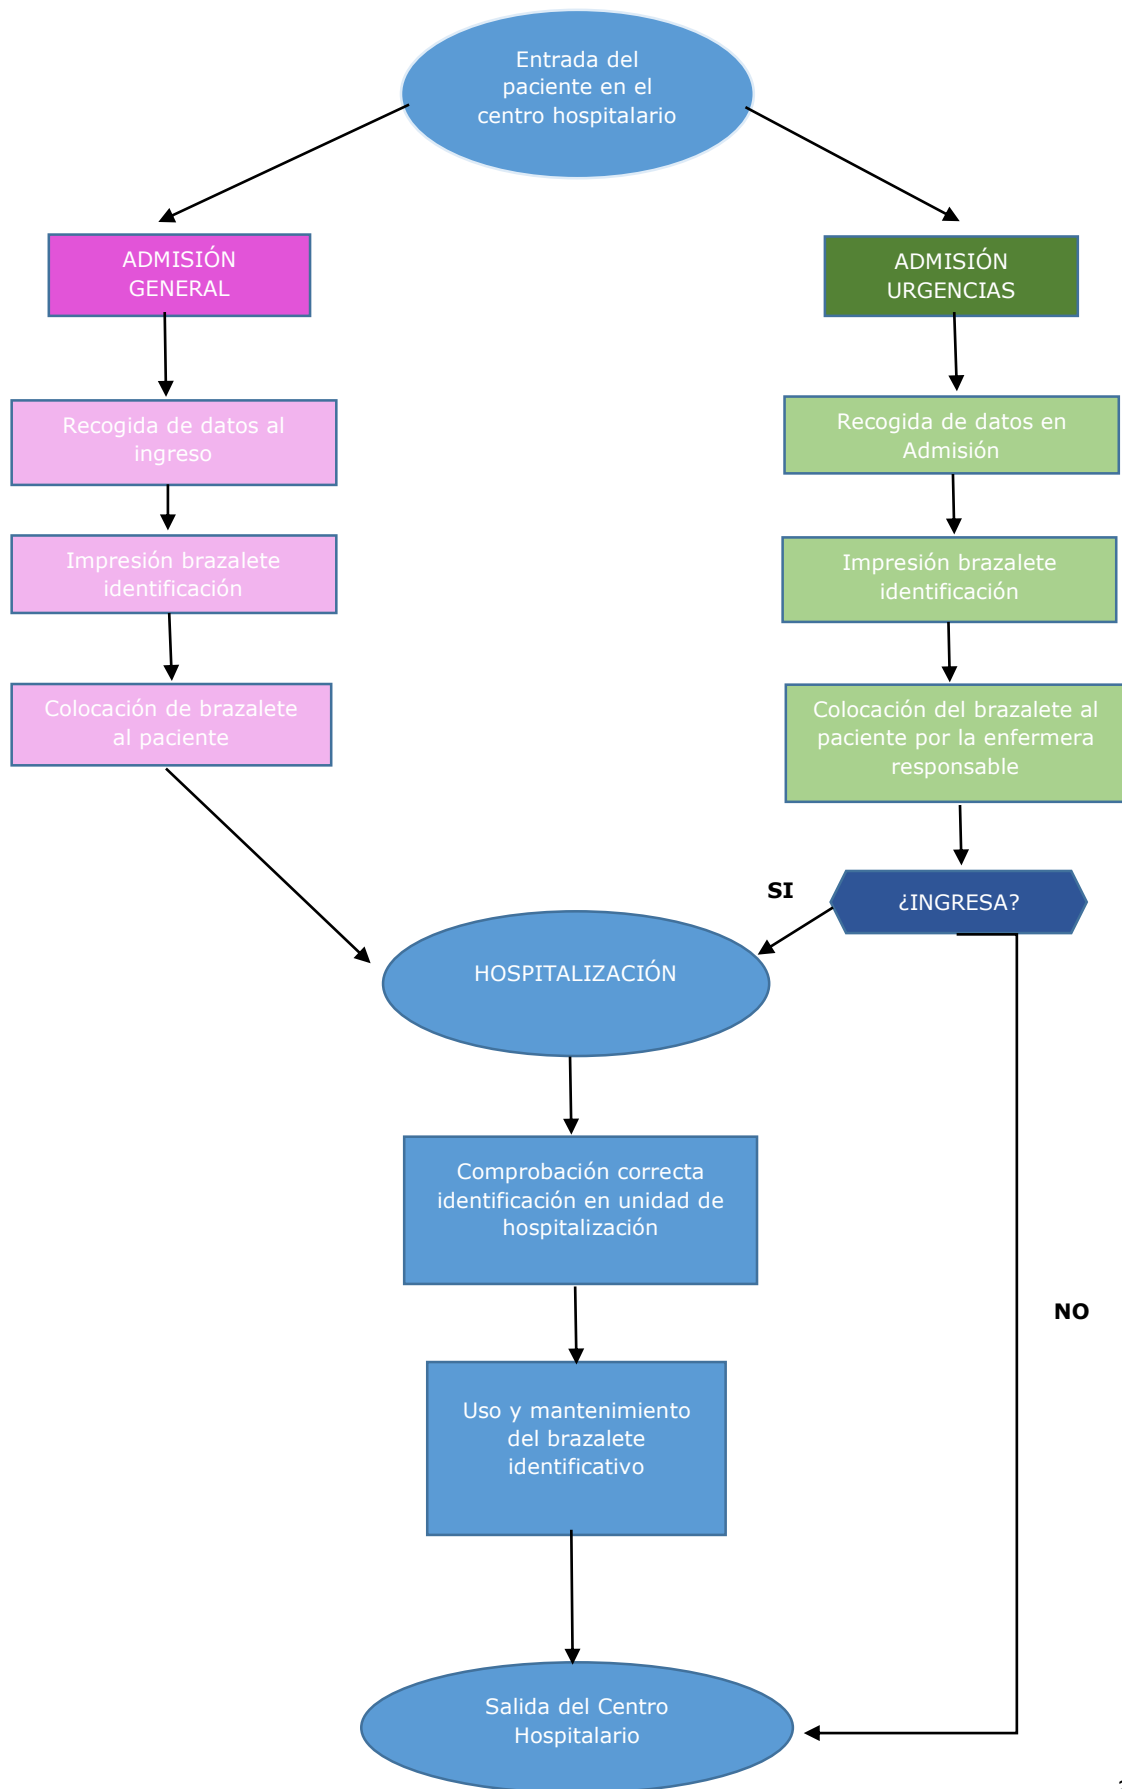 Entrada del
paciente en el
centro hospitalario
ADMISIÓN
GENERAL
ADMISIÓN
URGENCIAS
Recogida de datos al
ingreso
Recogida de datos en
Admisión
Impresión brazalete
identificación
Impresión brazalete
identificación
Colocación de brazalete
al paciente
Colocación del brazalete al
paciente por la enfermera
responsable
SI
¿INGRESA?
HOSPITALIZACIÓN
Comprobación correcta
identificación en unidad de
hospitalización
NO
Uso y mantenimiento
del brazalete
identificativo
Salida del Centro
Hospitalario